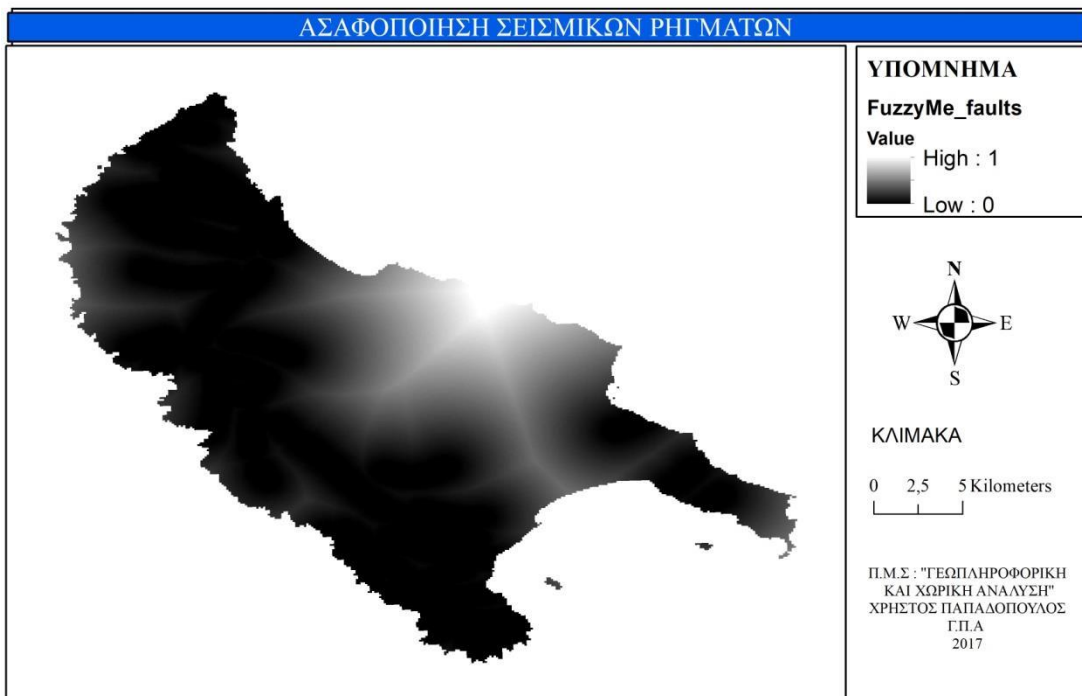 ΑΣΑΦΟΠΟΙΗΣΗ ΣΕΙΣΜΙΚΩΝ ΡΗΓΜΑΤΩΝ
ΥΠΟΜΝΗΜΑ
FuzzyMe_faults
Value
High : 1
Low : 0
N
W E
S
ΚΛΙΜΑΚΑ
0 2,5 5 Kilometers
Π.Μ.Σ : "ΓΕΩΠΛΗΡΟΦΟΡΙΚΗ
ΚΑΙ ΧΩΡΙΚΗ ΑΝΑΛΥΣΗ"
ΧΡΗΣΤΟΣ ΠΑΠΑΔΟΠΟΥΛΟΣ
Γ.Π.Α
2017